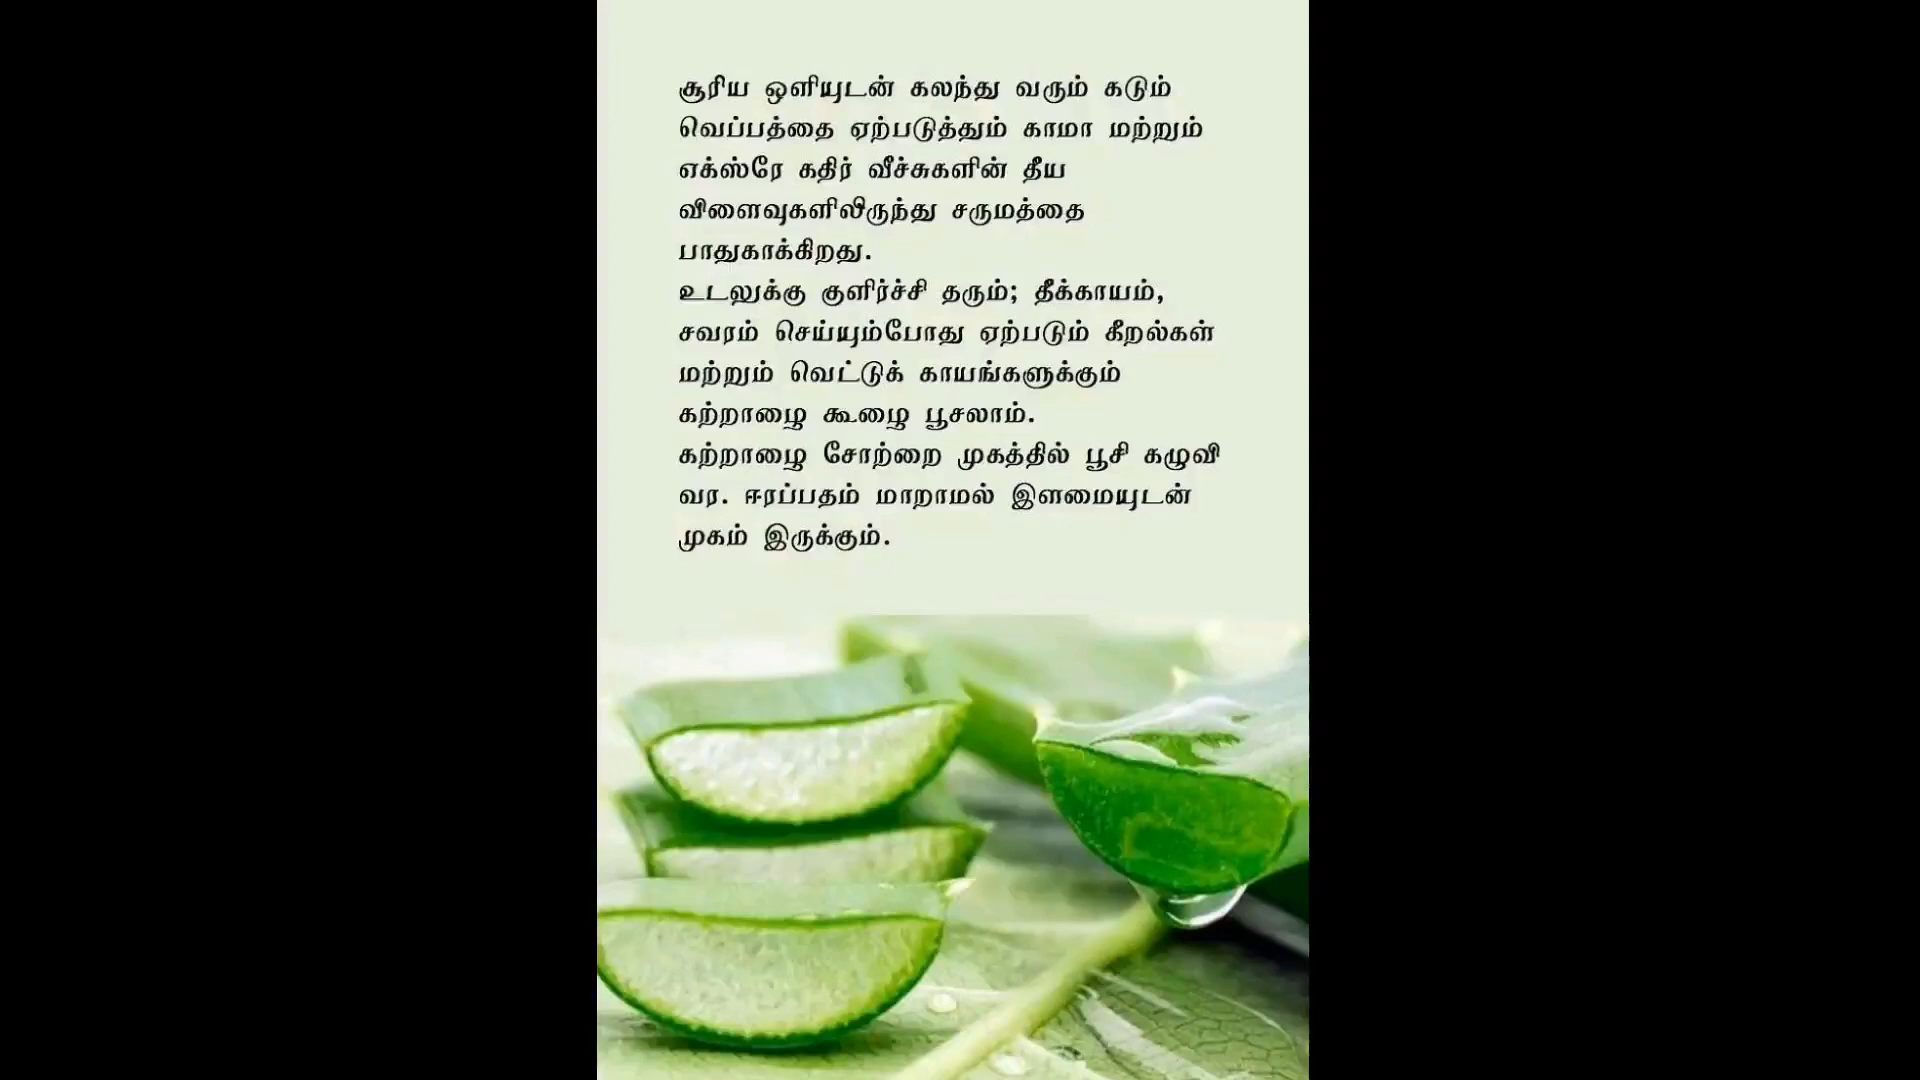 சூரிய ஒளியுடன் கலந்து வரும் கடும்
வெப்பத்தை ஏற்படுத்தும் காமா மற்றும்
எக்ஸ்ரே கதிர் வீச்சுகளின் தீய
விளைவுகளிலிருந்து சருமத்தை
பாதுகாக்கிறது.
உடலுக்கு குளிர்ச்சி தரும்; தீக்காயம்,
சவரம் செய்யும்போது ஏற்படும் கீறல்கள்
மற்றும் வெட்டுக் காயங்களுக்கும்
கற்றாழை கூழை பூசலாம்.
கற்றாழை சோற்றை முகத்தில் பூசி கழுவி
வர. ஈரப்பதம் மாறாமல் இளமையுடன்
முகம் இருக்கும்.